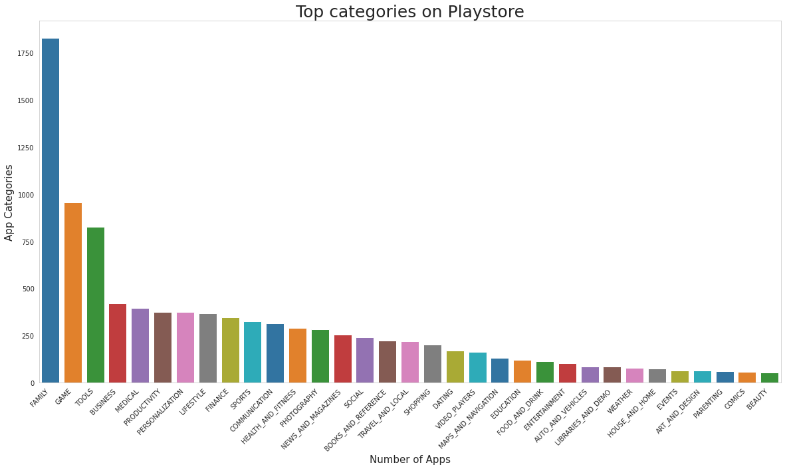 Top categories on Playstore
App Categories
1750
1500
1250
1000
750
500
250
0
FAMILY
GAME
TOOLS
BUSINESS
MEDICAL
PRODUCTIVITY
PERSONALIZATION
LIFESTYLE
FINANCE
SPORTS
COMMUNICATION
HEALTH_AND_FITNESS
PHOTOGRAPHY
NEWS_AND_MAGAZINES
SOCIAL
BOOKS_AND_REFERENCE
TRAVEL_AND_LOCAL
SHOPPING
DATING
VIDEO_PLAYERS
MAPS_AND_NAVIGATION
EDUCATION
FOOD_AND_DRINK
ENTERTAINMENT
AUTO_AND_VEHICLES
LIBRARIES_AND_DEMO
WEATHER
HOUSE_AND_HOME
EVENTS
ART_AND_DESIGN
PARENTING
COMICS
BEAUTY
Number of Apps